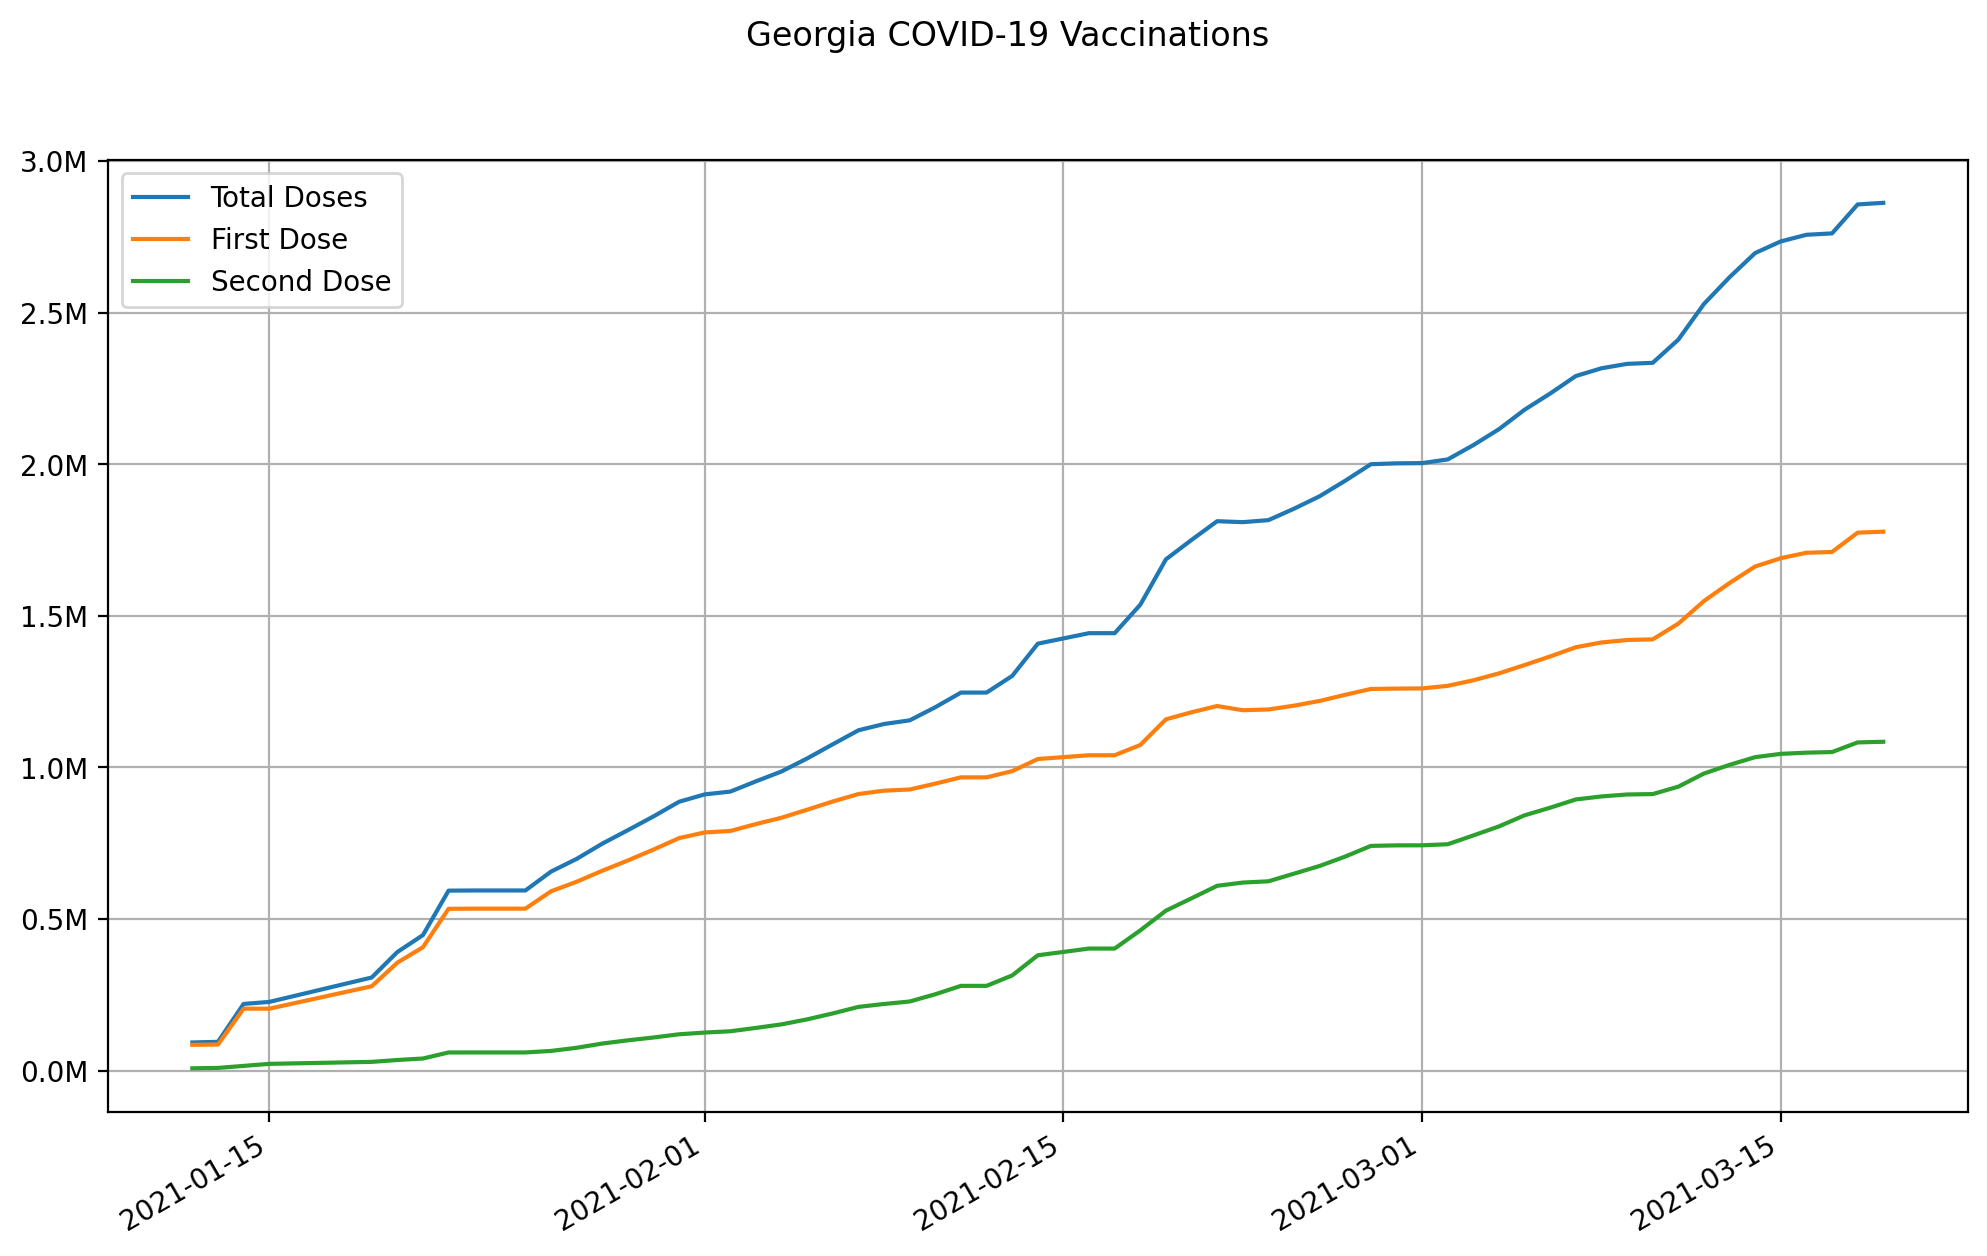 Georgia COVID-19 Vaccinations
3.0M
2.5M
2.0M
1.5M
1.0M
0.5M
0.0M
Total Doses
First Dose
Second Dose
2021-01-15
2021-02-01
2021-02-15
2021-03-01
2021-03-15